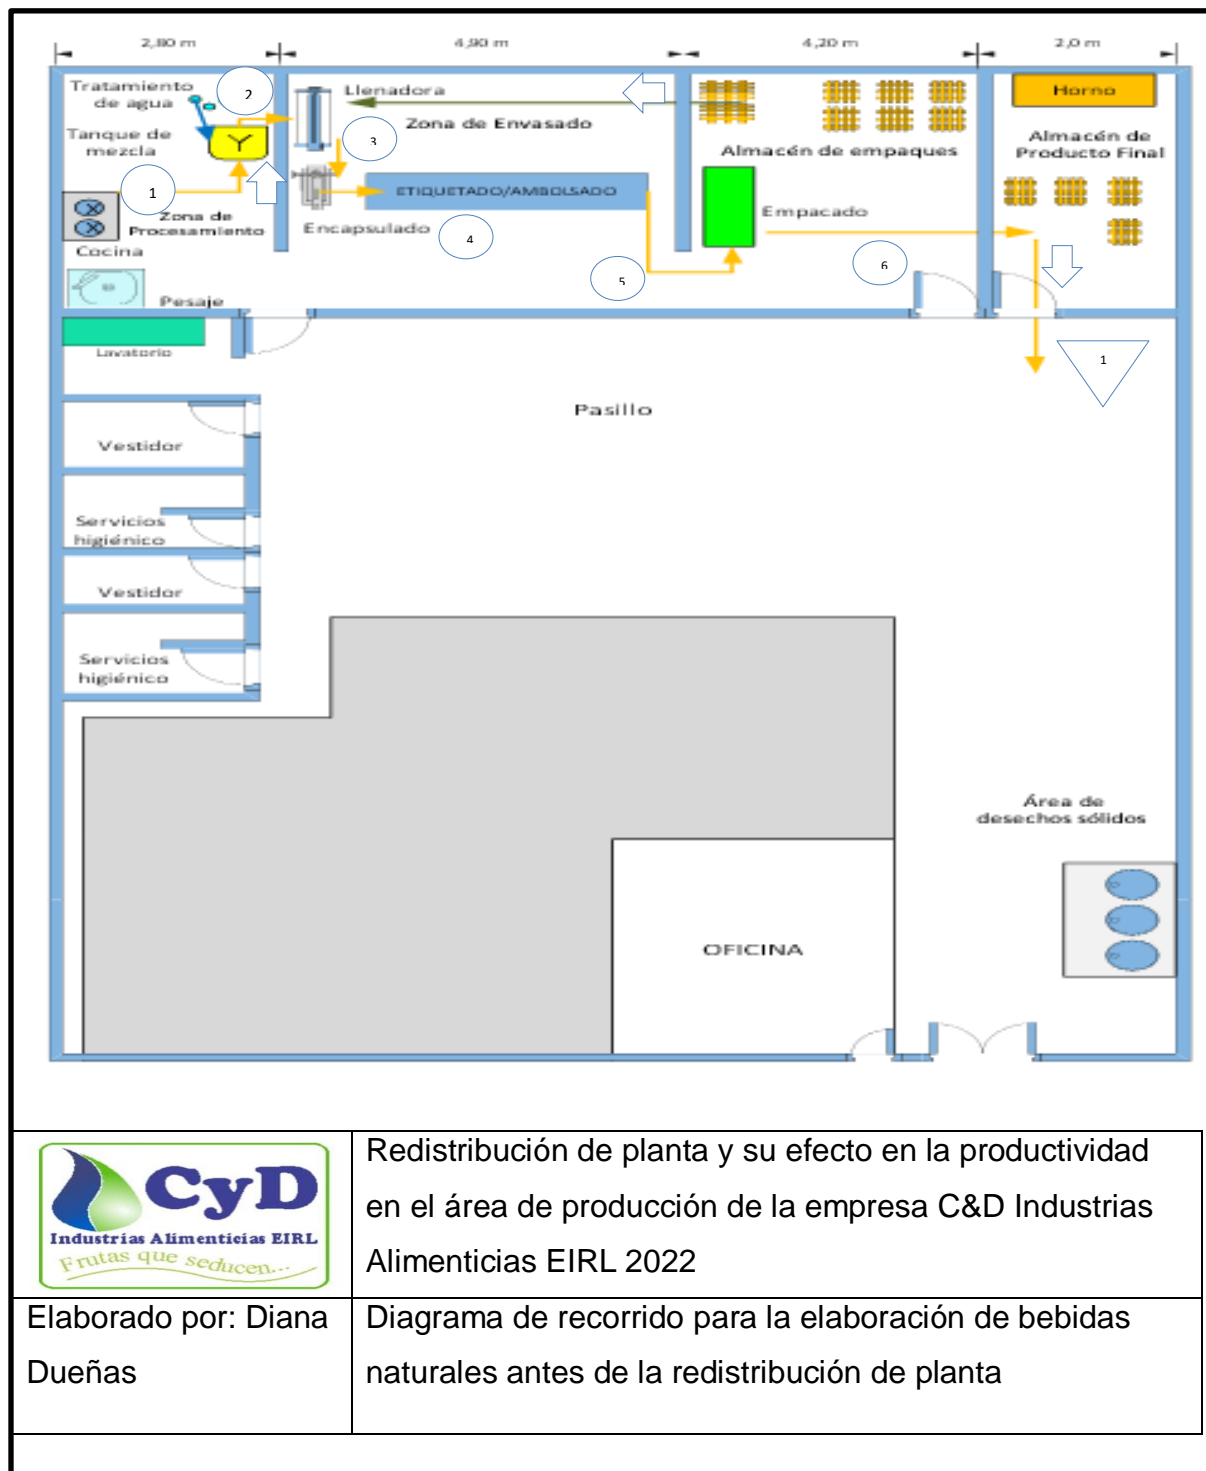 2,80 m
4,90 m
4,20 m
2,0 m
Tratamiento
de agua
2
Llenadora
Zona de Envasado
Tanque de
mezcla
3
Almacén de empaques
Horno
Almacén de
Producto Final
1
ETIQUETADO/AMBOLSADO
Zona de
Procesamiento
Encapsulado
4
Empacado
Cocina
5
6
Pesaje
Lavatorio
1
Pasillo
Vestidor
Servicios
higiénico
Vestidor
Servicios
higiénico
Área de
desechos sólidos
OFICINA
CyD
Industrias Alimenticias EIRL
Frutas que seducen...
Redistribución de planta y su efecto en la productividad
en el área de producción de la empresa C&D Industrias
Alimenticias EIRL 2022
Elaborado por: Diana
Dueñas
Diagrama de recorrido para la elaboración de bebidas
naturales antes de la redistribución de planta